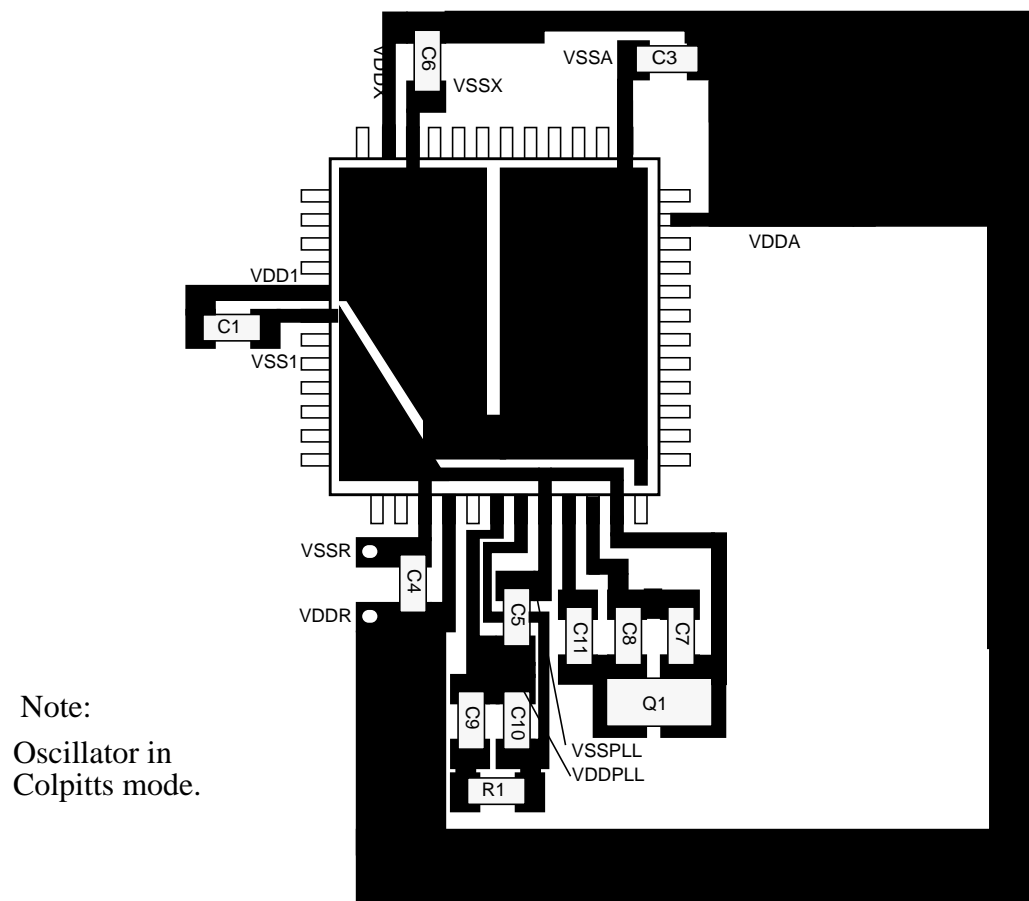 VDDX
C6
VSSX
VSSA
C3
VDDA
VDD1
C1
VSS1
VSSR
C4
VDDR
C5
C11
C8
C7
Q1
C9
C10
VSSPLL
VDDPLL
R1
Note:
Oscillator in
Colpitts mode.